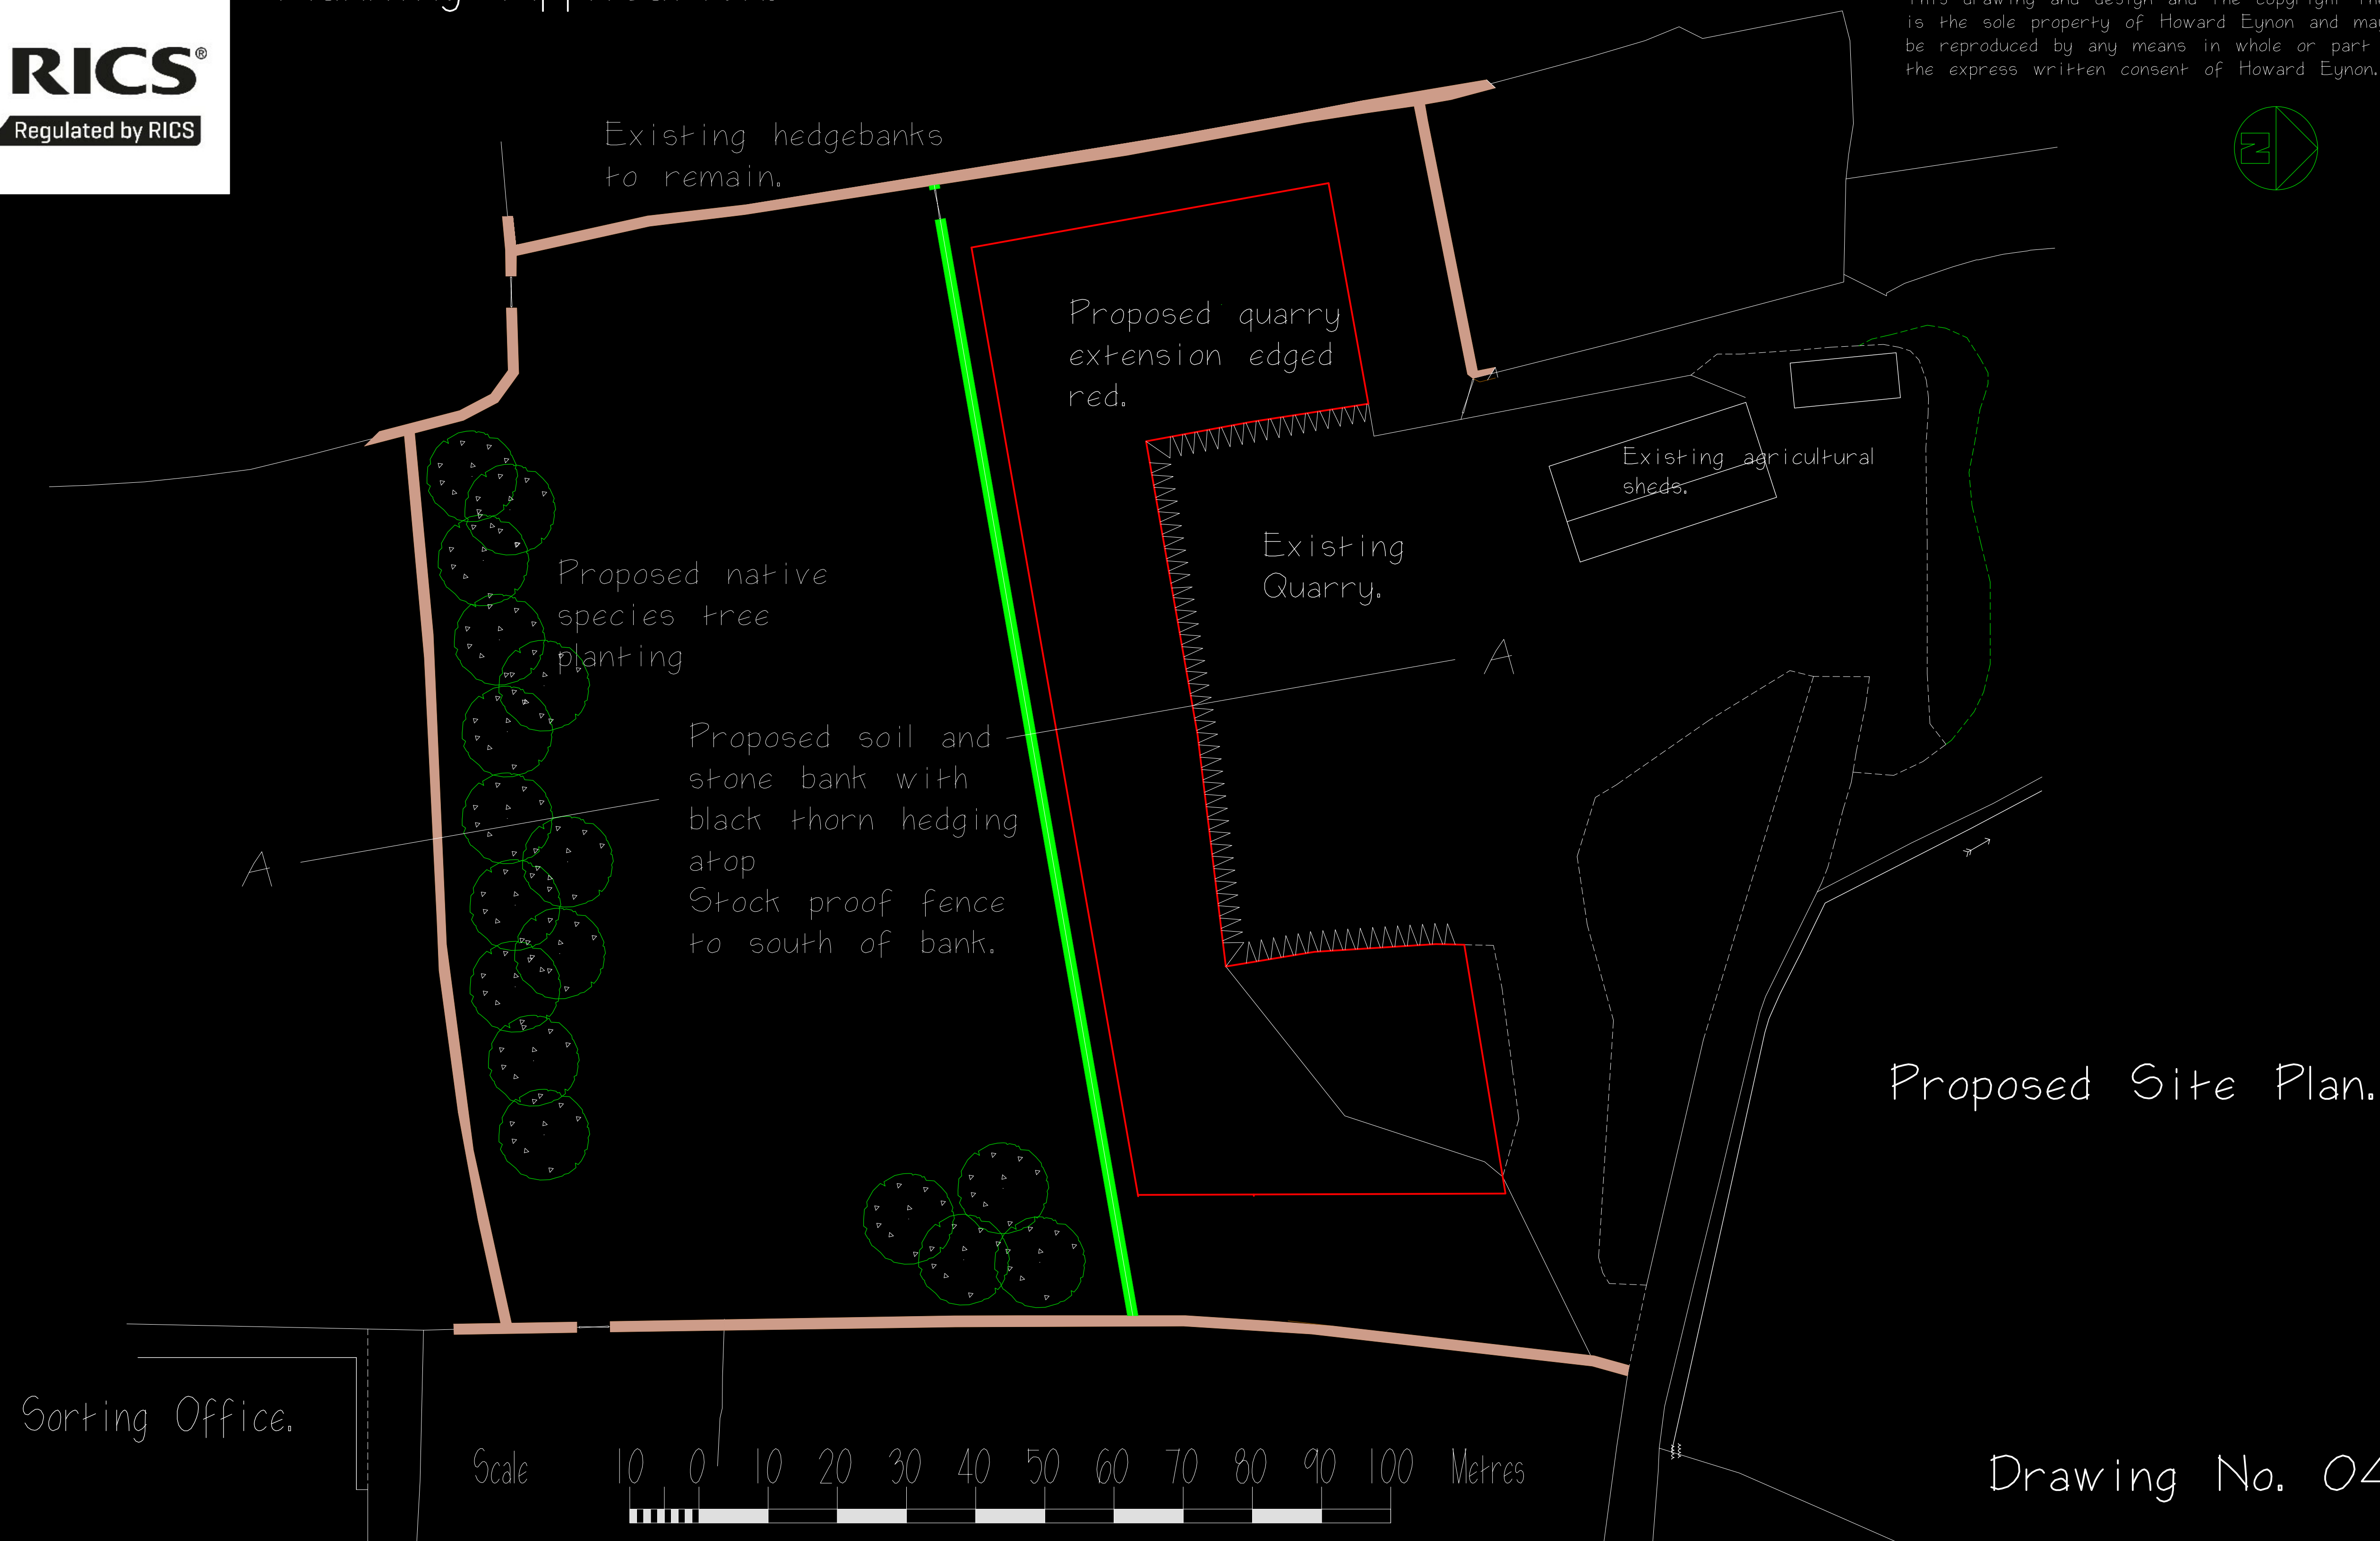 RICS®
Regulated by RICS
is the sole property of Howard Eynon and
be reproduced by any means in whole or part
the express written consent of Howard Eynon.
N
Existing hedgebanks
to remain.
Proposed quarry
extension edged
red.
Existing agricultural
sheds.
Existing
Quarry.
Proposed native
species tree
planting
A
Proposed soil and
stone bank with
black thorn hedging
atop
Stock proof fence
to south of bank.
A
Proposed Site Plan.
Sorting Office.
Scale 10 0 10 20 30 40 50 60 70 80 90 100 Metres
Drawing No. 04